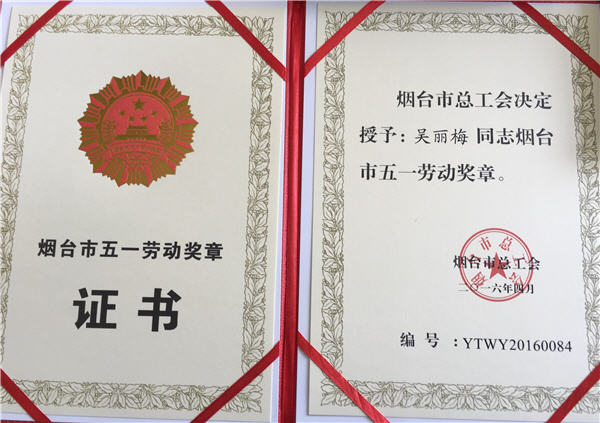 烟台市五一劳动奖章
证书
烟台市总工会决定
授予：吴丽梅同志烟台
市五一劳动奖章。
烟台市总工会
二〇一六年四月
编号：YTWY20160084